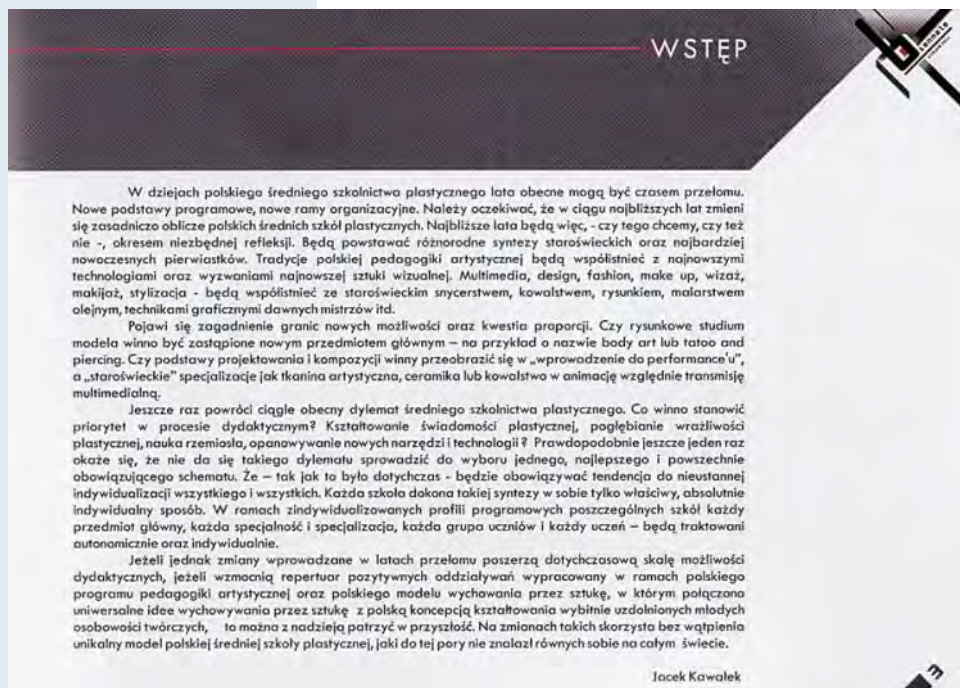 WSTĘP
W dziejach polskiego średniego szkolnictwa plastycznego lata obecne mogą być czasem przełomu.
Nowe podstawy programowe, nowe ramy organizacyjne. Należy oczekiwać, że w ciągu najbliższych lat zmieni
się zasadniczo oblicze polskich średnich szkół plastycznych. Najbliższe lata będą więc, - czy tego chcemy, czy też
nie -, okresem niezbędnej refleksji. Będą powstawać różnorodne syntezy staroświeckich oraz najbardziej
nowoczesnych pierwiastków. Tradycje polskiej pedagogiki artystycznej będą współistnieć z najnowszymi
technologiami oraz wyzwaniami najnowszej sztuki wizualnej. Multimedia, design, fashion, make up, wizaż,
makijaż, stylizacja - będą współistnieć ze staroświeckim snycerstwem, kowalstwem, rysunkiem, malarstwem
olejnym, technikami graficznymi dawnych mistrzów itd.
Pojawi się zagadnienie granic nowych możliwości oraz kwestia proporcji. Czy rysunkowe studium
modela winno być zastąpione nowym przedmiotem głównym – na przykład o nazwie body art lub tatoo and
piercing. Czy podstawy projektowania i kompozycji winny przeobrazić się w „wprowadzenie do performance'u",
a „staroświeckie" specjalizacje jak tkanina artystyczna, ceramika lub kowalstwo w animację względnie transmisję
multimedialną.
Jeszcze raz powróci ciągle obecny dylemat średniego szkolnictwa plastycznego. Co winno stanowić
priorytet w procesie dydaktycznym? Kształtowanie świadomości plastycznej, pogłębianie wrażliwości
plastycznej, nauka rzemiosła, opanowywanie nowych narzędzi i technologii ? Prawdopodobnie jeszcze jeden raz
okaże się, że nie da się takiego dylematu sprowadzić do wyboru jednego, najlepszego i powszechnie
obowiązującego schematu. Że – tak jak to było dotychczas - będzie obowiązywać tendencja do nieustannej
indywidualizacji wszystkiego i wszystkich. Każda szkoła dokona takiej syntezy w sobie tylko właściwy, absolutnie
indywidualny sposób. W ramach zindywidualizowanych profili programowych poszczególnych szkół każdy
przedmiot główny, każda specjalność i specjalizacja, każda grupa uczniów i każdy uczeń – będą traktowani
autonomicznie oraz indywidualnie.
Jeżeli jednak zmiany wprowadzane w latach przełomu poszerzą dotychczasową skalę możliwości
dydaktycznych, jeżeli wzmocnią repertuar pozytywnych oddziaływań wypracowany w ramach polskiego
programu pedagogiki artystycznej oraz polskiego modelu wychowania przez sztukę, w którym połączono
uniwersalne idee wychowywania przez sztukę z polską koncepcją kształtowania wybitnie uzdolnionych młodych
osobowości twórczych, to można z nadzieją patrzyć w przyszłość. Na zmianach takich skorzysta bez wątpienia
unikalny model polskiej średniej szkoły plastycznej, jaki do tej pory nie znalazł równych sobie na całym świecie.
Jacek Kawałek
3